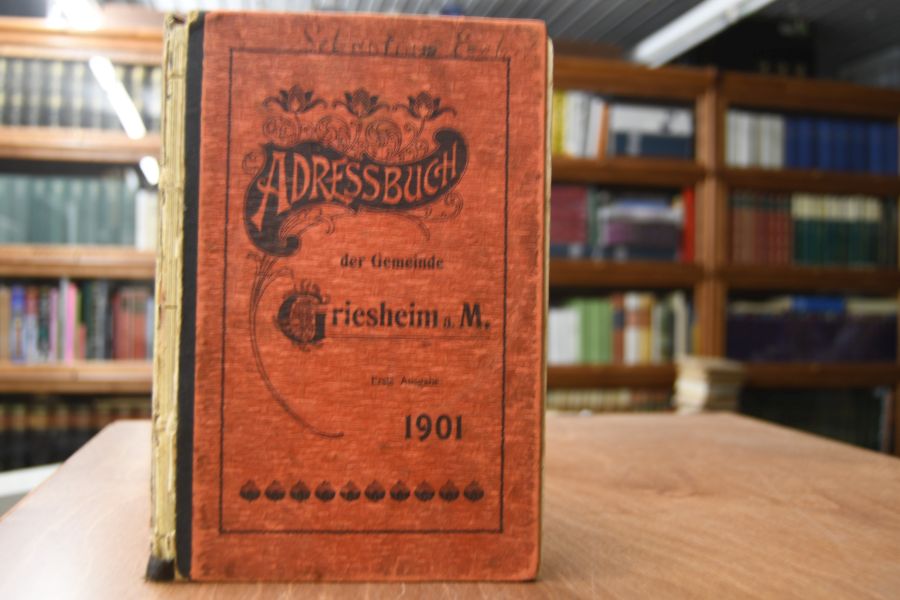 ADRESSBUCH
der Gemeinde
Griesheim a. M.
Erste Ausgabe
1901